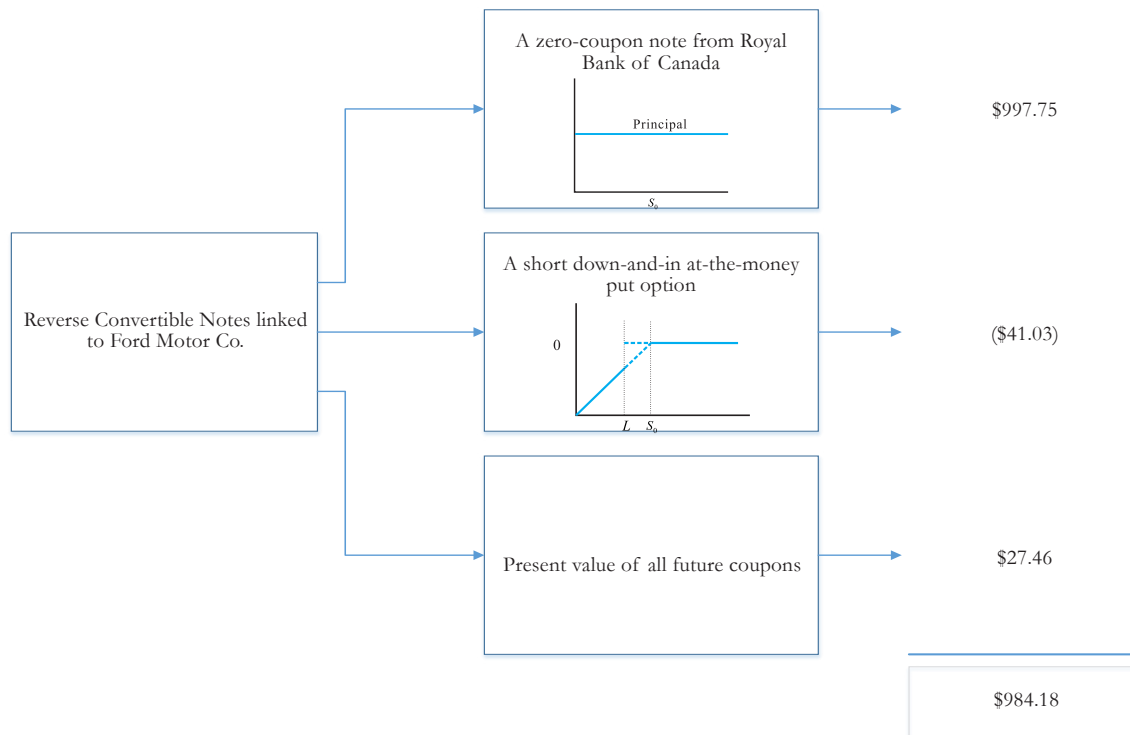 A zero-coupon note from Royal
Bank of Canada
Principal
S₀
$997.75
Reverse Convertible Notes linked
to Ford Motor Co.
A short down-and-in at-the-money
put option
0
L S₀
($41.03)
Present value of all future coupons
$27.46
$984.18